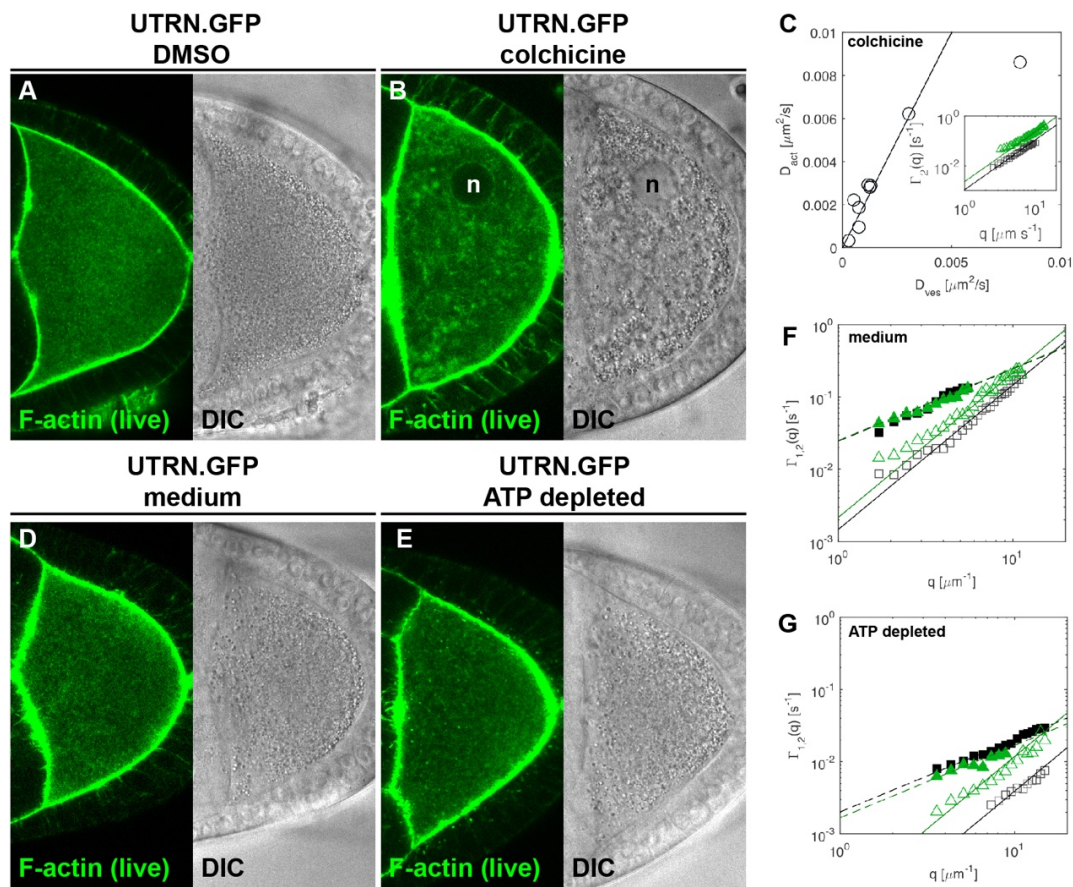 UTRN.GFP
DMSO
UTRN.GFP
colchicine
A
F-actin (live)
DIC
B
n
n
F-actin (live)
DIC
C
colchicine
0.01
0.008
0.006
0.004
0.002
0
D_act [μm²/s]
0
0.005
0.01
D_ves [μm²/s]
10⁰
10⁻²
Γ₂(q) [s⁻¹]
10⁰
10¹
q [μm s⁻¹]
UTRN.GFP
medium
UTRN.GFP
ATP depleted
D
F-actin (live)
DIC
E
F-actin (live)
DIC
F
medium
10⁰
10⁻¹
10⁻²
10⁻³
Γ₁,₂(q) [s⁻¹]
10⁰
10¹
q [μm⁻¹]
G
ATP depleted
10⁰
10⁻¹
10⁻²
10⁻³
Γ₁,₂(q) [s⁻¹]
10⁰
10¹
q [μm⁻¹]